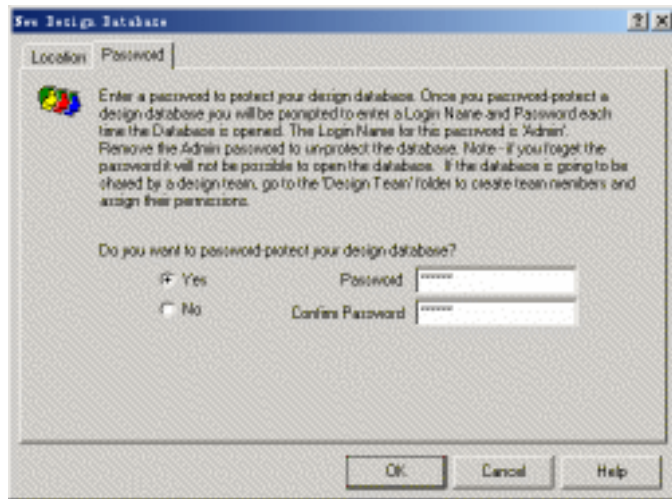 New Design Database
Location Password
Enter a password to protect your design database. Once you password-protect a
design database you will be prompted to enter a Login Name and Password each
time the Database is opened. The Login Name for this password is 'Admin'.
Remove the Admin password to un-protect the database. Note - if you forget the
password it will not be possible to open the database. If the database is going to be
shared by a design team, go to the 'Design Team' folder to create team members and
assign their permissions.
Do you want to password-protect your design database?
Yes Password ******
No Confirm Password ******
OK Cancel Help